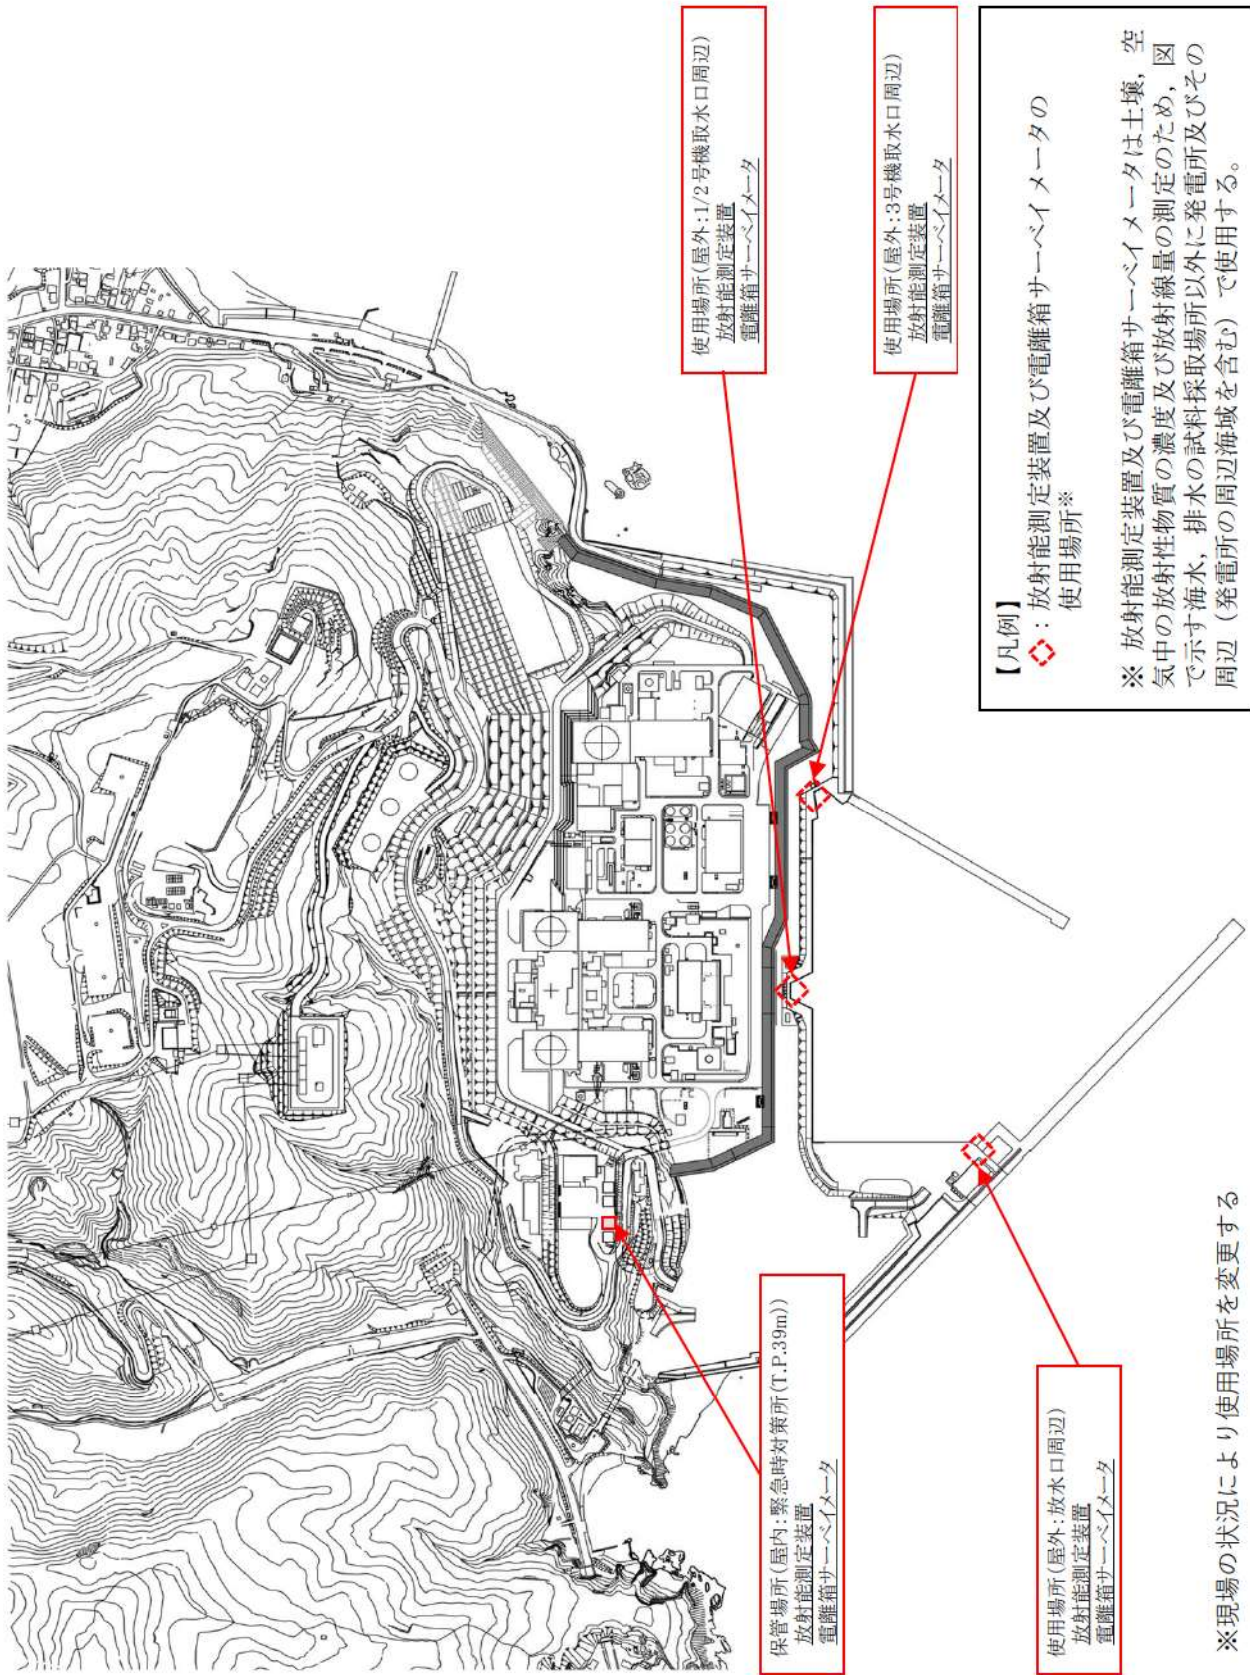 保管場所(屋内:緊急時対策所(T.P.39m))
放射能測定装置
電離箱サーベイメータ
使用場所(屋外:放水口周辺)
放射能測定装置
電離箱サーベイメータ
使用場所(屋外:1/2号機取水口周辺)
放射能測定装置
電離箱サーベイメータ
使用場所(屋外:3号機取水口周辺)
放射能測定装置
電離箱サーベイメータ
【凡例】
:放射能測定装置及び電離箱サーベイメータの
使用場所※
※ 放射能測定装置及び電離箱サーベイメータは土壌,空
気中の放射性物質の濃度及び放射線量の測定のため,図
で示す海水,排水の試料採取場所以外に発電所及びその
周辺(発電所の周辺海域を含む)で使用する。
※現場の状況により使用場所を変更する